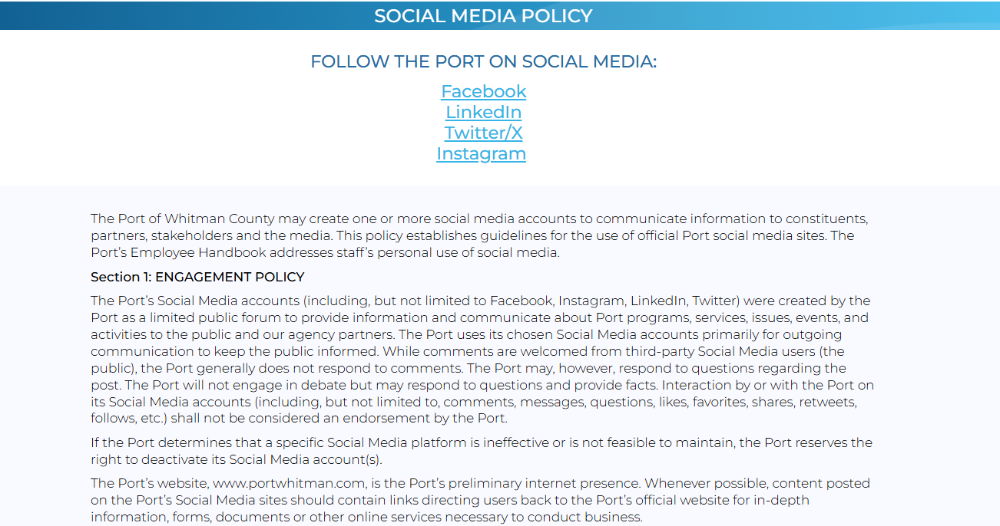 SOCIAL MEDIA POLICY
FOLLOW THE PORT ON SOCIAL MEDIA:
Facebook
LinkedIn
Twitter/X
Instagram
The Port of Whitman County may create one or more social media accounts to communicate information to constituents,
partners, stakeholders and the media. This policy establishes guidelines for the use of official Port social media sites. The
Port’s Employee Handbook addresses staff’s personal use of social media.
Section 1: ENGAGEMENT POLICY
The Port’s Social Media accounts (including, but not limited to Facebook, Instagram, LinkedIn, Twitter) were created by the
Port as a limited public forum to provide information and communicate about Port programs, services, issues, events, and
activities to the public and our agency partners. The Port uses its chosen Social Media accounts primarily for outgoing
communication to keep the public informed. While comments are welcomed from third-party Social Media users (the
public), the Port generally does not respond to comments. The Port may, however, respond to questions regarding the
post. The Port will not engage in debate but may respond to questions and provide facts. Interaction by or with the Port on
its Social Media accounts (including, but not limited to, comments, messages, questions, likes, favorites, shares, retweets,
follows, etc.) shall not be considered an endorsement by the Port.
If the Port determines that a specific Social Media platform is ineffective or is not feasible to maintain, the Port reserves the
right to deactivate its Social Media account(s).
The Port’s website, www.portwhitman.com, is the Port’s preliminary internet presence. Whenever possible, content posted
on the Port’s Social Media sites should contain links directing users back to the Port’s official website for in-depth
information, forms, documents or other online services necessary to conduct business.